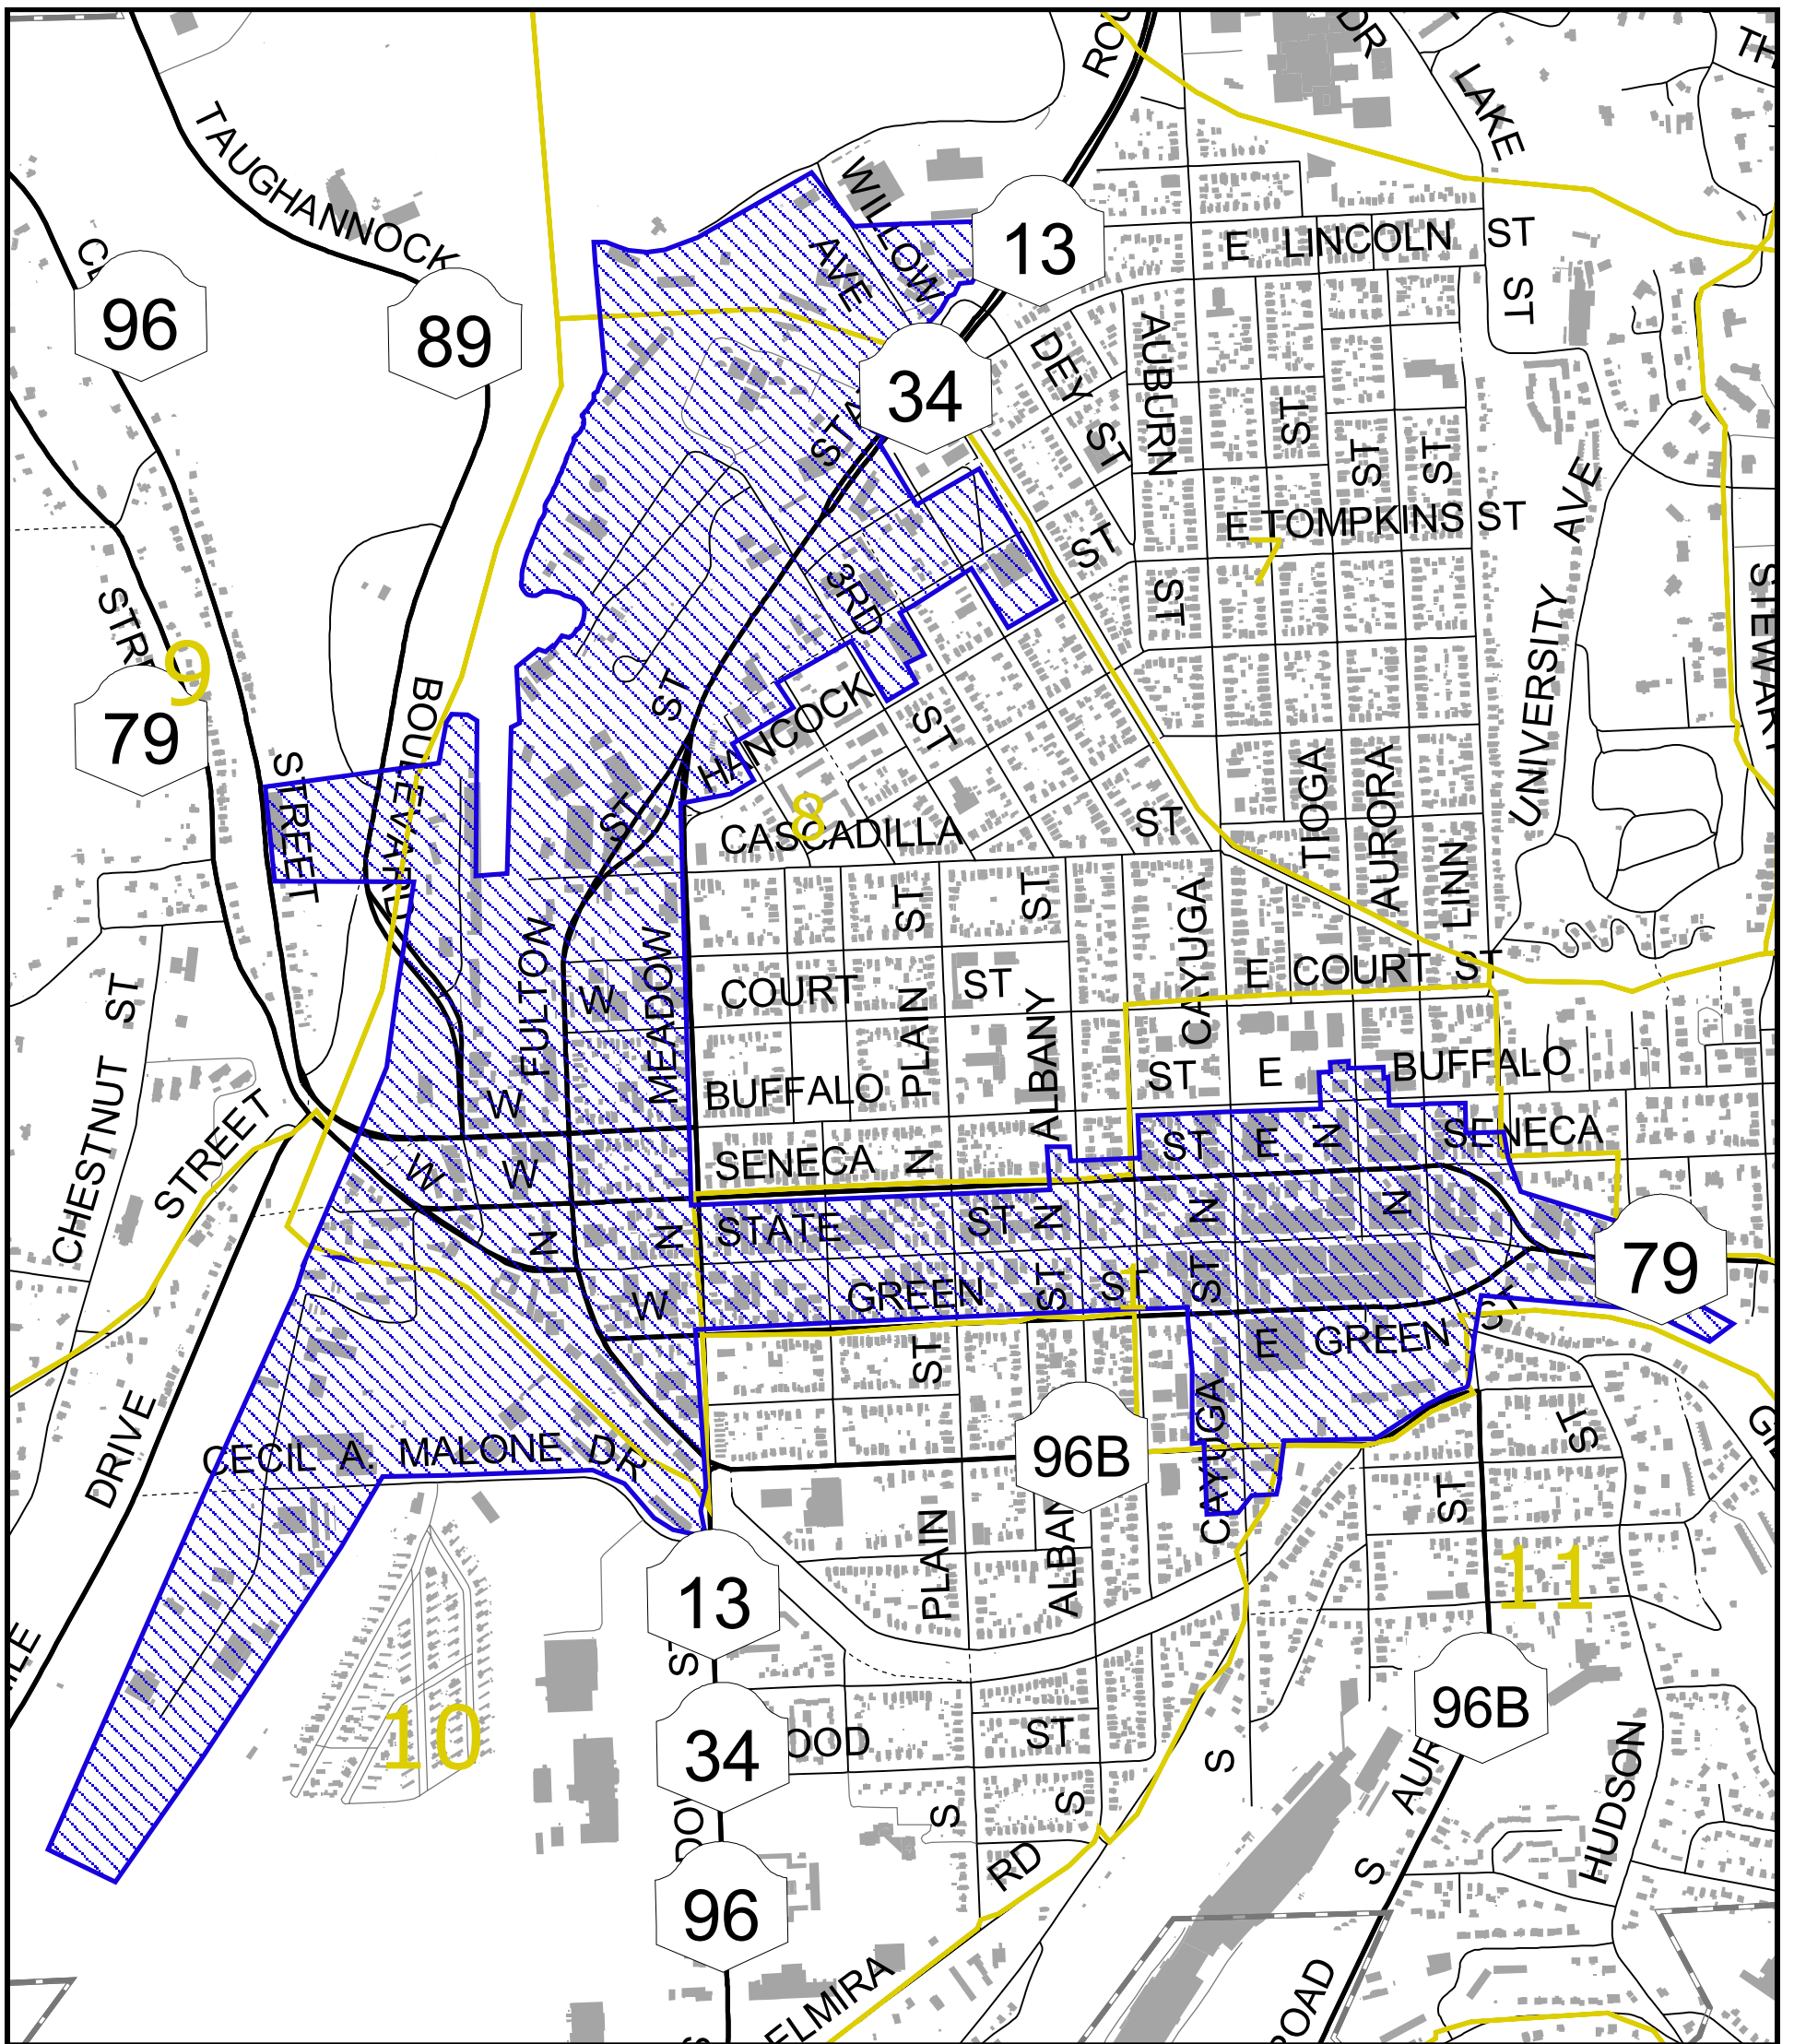 TAUGHANNOCK
BOULEVARD
96
89
13
34
WILLOW
AVE
LAKE
ST
DR
E LINCOLN ST
DEY
ST
AUBURN
ST
ST
ST
ST
E TOMPKINS ST
7
ST
UNIVERSITY
AVE
9
79
STREET
3RD
ST
ST
ST
HANCOCK
ST
8
CASCADILLA
ST
TIOGA
AURORA
LINN
PLAIN
ST
ST
CAYUGA
FULTON
W
MEADOW
COURT
ST
E COURT ST
CHESTNUT ST
STREET
W
BUFFALO
N
ALBANY
ST
E
BUFFALO
W
W
SENECA
ST
E
N
SENECA
N
N
STATE
ST
N
N
N
79
W
GREEN
ST
ST
ST
1
E
GREEN
ST
ST
CAYUGA
96B
CECIL A. MALONE DR
DRIVE
PLAIN
ST
ST
11
13
10
34
ST
96B
96
S
S
S
S
RD
ELMIRA
HUDSON
ROAD